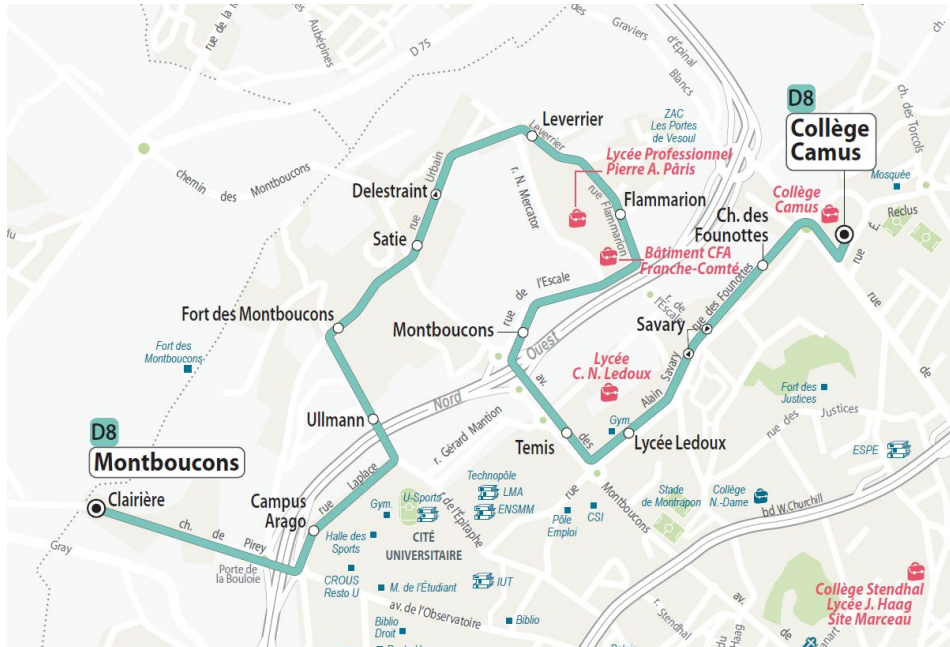 rue de la
Aubépines
des
D 75
des
Graviers
d'Épinal
Blancs
ch.
ch. des Torcols
chemin
des
Montboucons
du
ZAC
Les Portes
de Vesoul
D8
Collège
Camus
Leverrier
Leverrier
Lycée Professionnel
Pierre A. Pâris
Mosquée
Collège
Camus
Reclus
É.
rue
Delestraint
Urbain
rue
r. N. Mercator
rue Flammarion
Flammarion
Satie
Ch. des
Founottes
Bâtiment CFA
Franche-Comté
rue de l'Escale
r. de
l'Escale
rue des Founottes
rue
de
Fort des Montboucons
Montboucons
Savary
Fort des
Montboucons
Ouest
Nord
Lycée
C. N. Ledoux
Alain Savary
Fort des
Justices
rue des Justices
Ullmann
av.
des
Montboucons
r. Gérard Mantion
Gym.
Temis
Lycée Ledoux
ESPE
D8
Montboucons
Clairière
Campus
Arago
rue Laplace
Technopôle
LMA
ENSMM
U-Sports
Gym.
r. de l'Épitaphe
rue
Stade
de Montrapon
Collège
N.-Dame
bd W. Churchill
Pôle
Emploi
CSI
ch. de Pirey
Gray
Porte de
la Bouloie
Halle des
Sports
CITÉ
UNIVERSITAIRE
CROUS
Resto U
M. de l'Étudiant
IUT
av. de l'Observatoire
Biblio
Droit
Biblio
r. Stendhal
Haag
av.
de
Collège Stendhal
Lycée J. Haag
Site Marceau